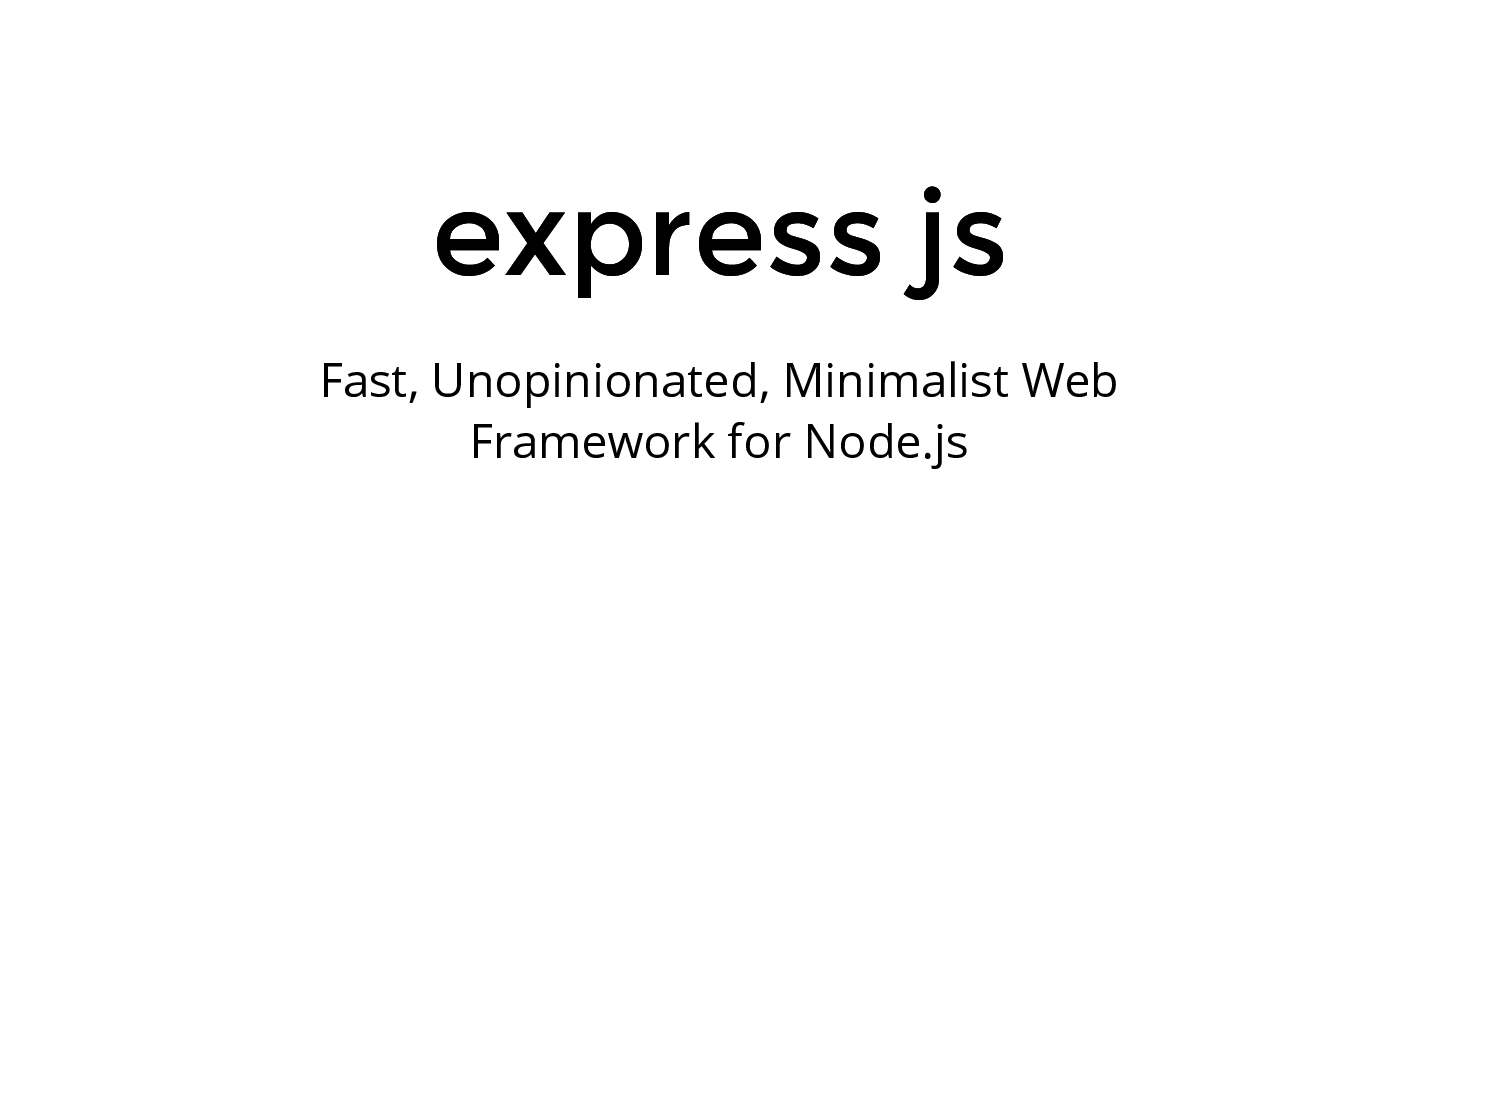 express js
Fast, Unopinionated, Minimalist Web
Framework for Node.js